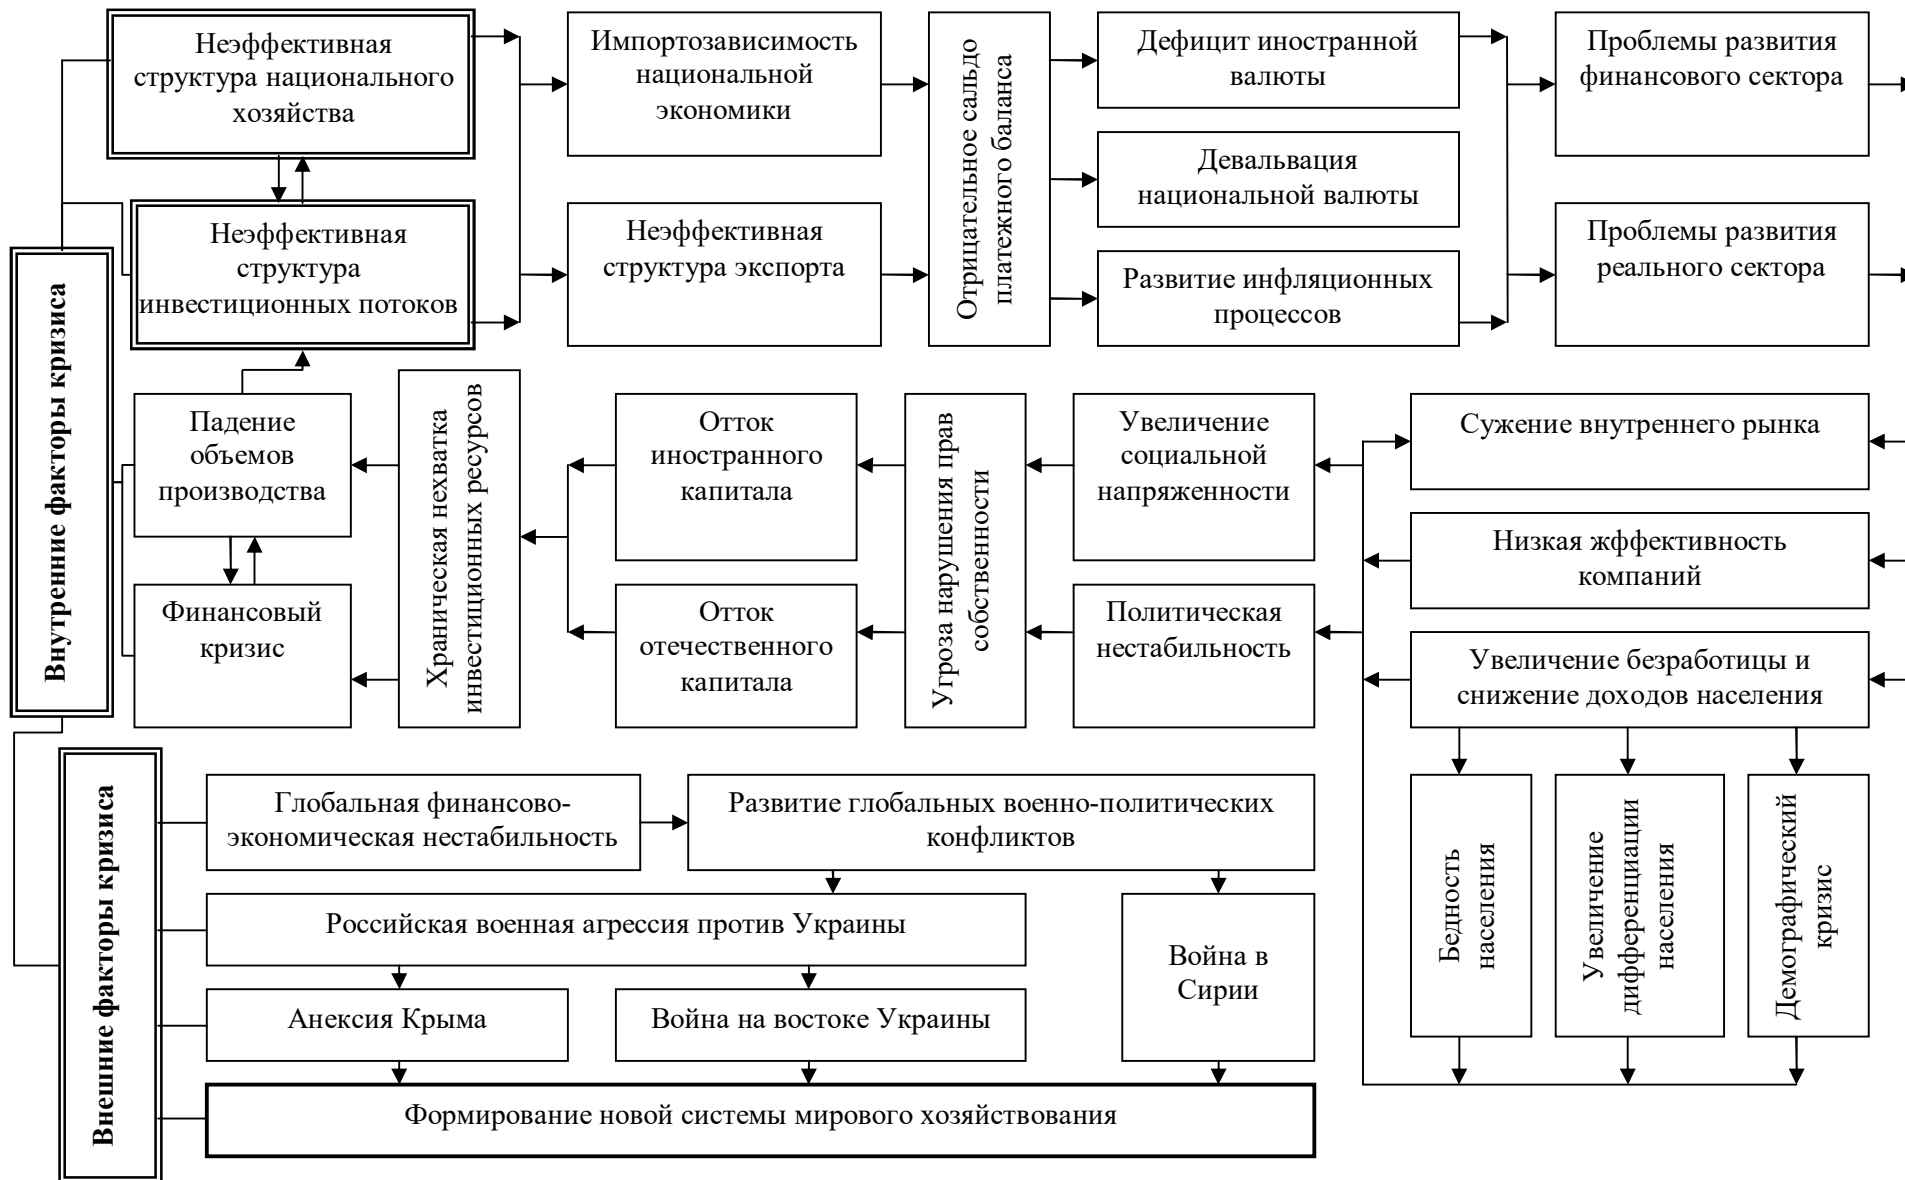 Неэффективная
структура национального
хозяйства
Импортозависимость
национальной
экономики
Отрицательное сальдо
платежного баланса
Дефицит иностранной
валюты
Проблемы развития
финансового сектора
Девальвация
национальной валюты
Неэффективная
структура
инвестиционных потоков
Неэффективная
структура экспорта
Развитие инфляционных
процессов
Проблемы развития
реального сектора
Внутренние факторы кризиса
Падение
объемов
производства
Храническая нехватка
инвестиционных ресурсов
Отток
иностранного
капитала
Угроза нарушения прав
собственности
Увеличение
социальной
напряженности
Сужение внутреннего рынка
Низкая жффективность
компаний
Финансовый
кризис
Отток
отечественного
капитала
Политическая
нестабильность
Увеличение безработицы и
снижение доходов населения
Внешние факторы кризиса
Глобальная финансово-
экономическая нестабильность
Развитие глобальных военно-политических
конфликтов
Бедность
населения
Увеличение
дифференциации
населения
Демографический
кризис
Российская военная агрессия против Украины
Война в
Сирии
Анексия Крыма
Война на востоке Украины
Формирование новой системы мирового хозяйствования